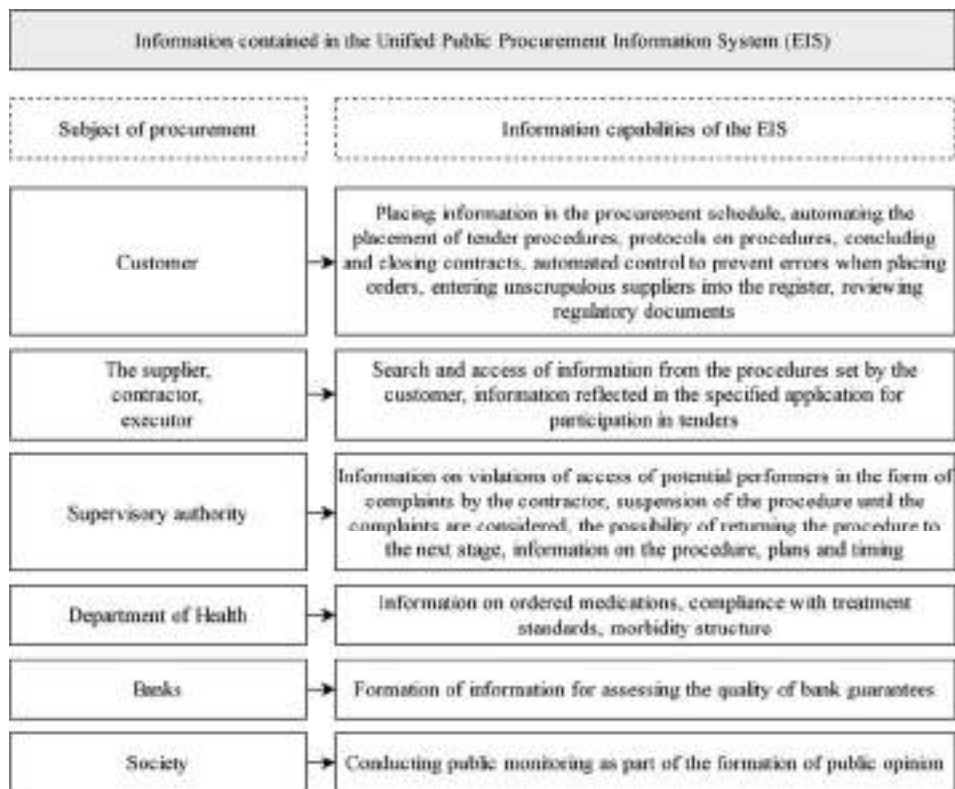 Information contained in the Unified Public Procurement Information System (EIS)
Subject of procurement
Information capabilities of the EIS
Customer
Placing information in the procurement schedule, automating the
placement of tender procedures, protocols on procedures, concluding
and closing contracts, automated control to prevent errors when placing
orders, entering unscrupulous suppliers into the register, reviewing
regulatory documents
The supplier,
contractor,
executor
Search and access of information from the procedures set by the
customer, information reflected in the specified application for
participation in tenders
Supervisory authority
Information on violations of access of potential performers in the form of
complaints by the contractor, suspension of the procedure until the
complaints are considered, the possibility of returning the procedure to
the next stage, information on the procedure, plans and timing
Department of Health
Information on ordered medications, compliance with treatment
standards, morbidity structure
Banks
Formation of information for assessing the quality of bank guarantees
Society
Conducting public monitoring as part of the formation of public opinion